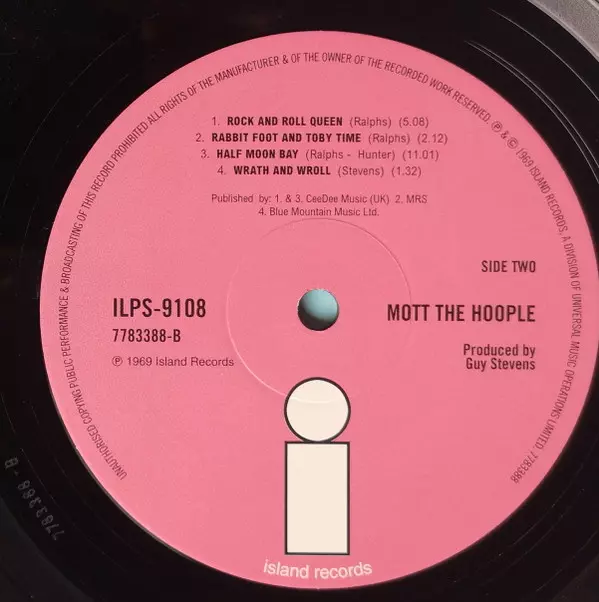 UNAUTHORISED COPYING PUBLIC PERFORMANCE & BROADCASTING OF THIS RECORD PROHIBITED ALL RIGHTS OF THE MANUFACTURER & OF THE OWNER OF THE RECORDED WORK RESERVED. ℗ & © 1969 ISLAND RECORDS, A DIVISION OF UNIVERSAL MUSIC OPERATIONS LIMITED. 7783388
1. ROCK AND ROLL QUEEN (Ralphs) (5.08)
2. RABBIT FOOT AND TOBY TIME (Ralphs) (2.12)
3. HALF MOON BAY (Ralphs - Hunter) (11.01)
4. WRATH AND WROLL (Stevens) (1.32)
Published by: 1. & 3. CeeDee Music (UK) 2. MRS
4. Blue Mountain Music Ltd.
SIDE TWO
ILPS-9108
7783388-B
℗ 1969 Island Records
MOTT THE HOOPLE
Produced by
Guy Stevens
i
island records
7783388-B